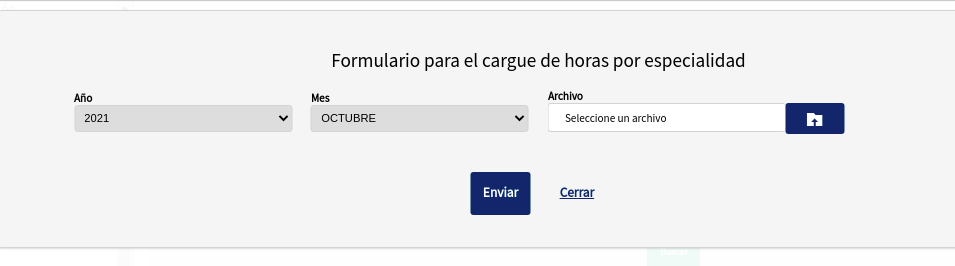 Formulario para el cargue de horas por especialidad
Año
Mes
Archivo
2021
OCTUBRE
Seleccione un archivo
Enviar
Cerrar